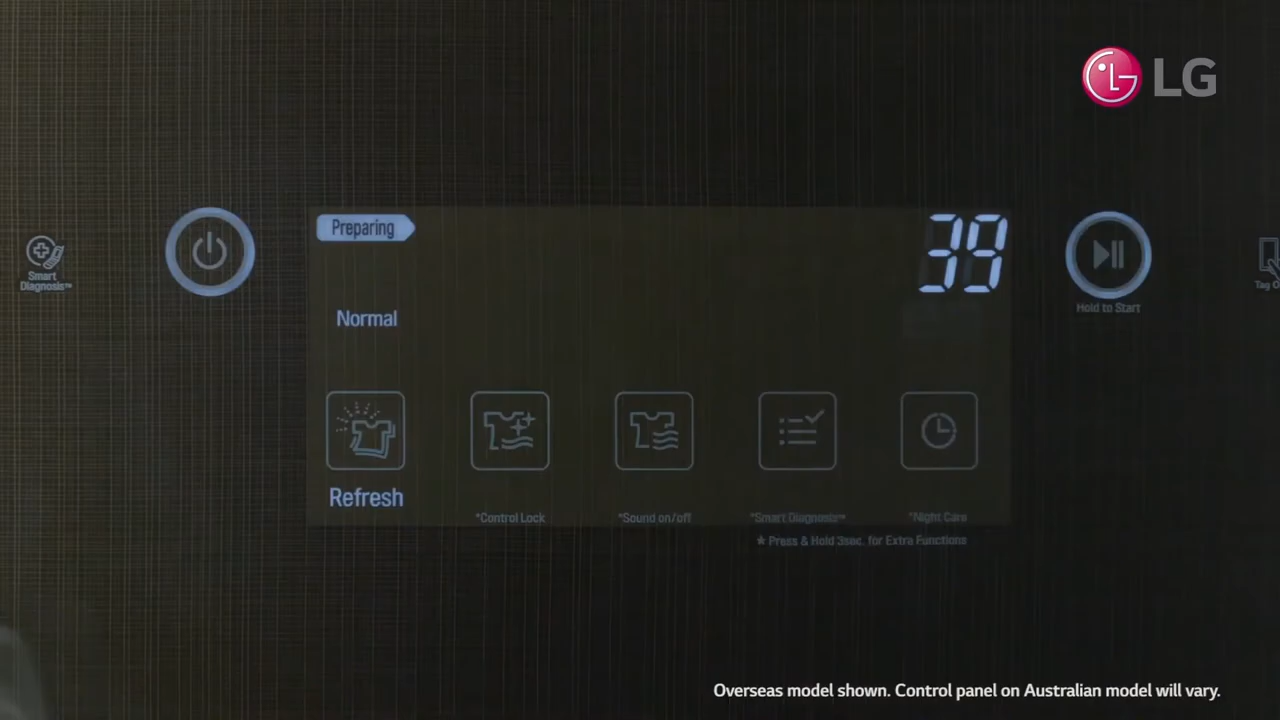 LG
Preparing
39
Smart
Diagnosis™
Hold to Start
Tag O
Normal
Refresh
*Control Lock
*Sound on/off
*Smart Diagnosis™
*Night Care
★ Press & Hold 3sec. for Extra Functions
Overseas model shown. Control panel on Australian model will vary.